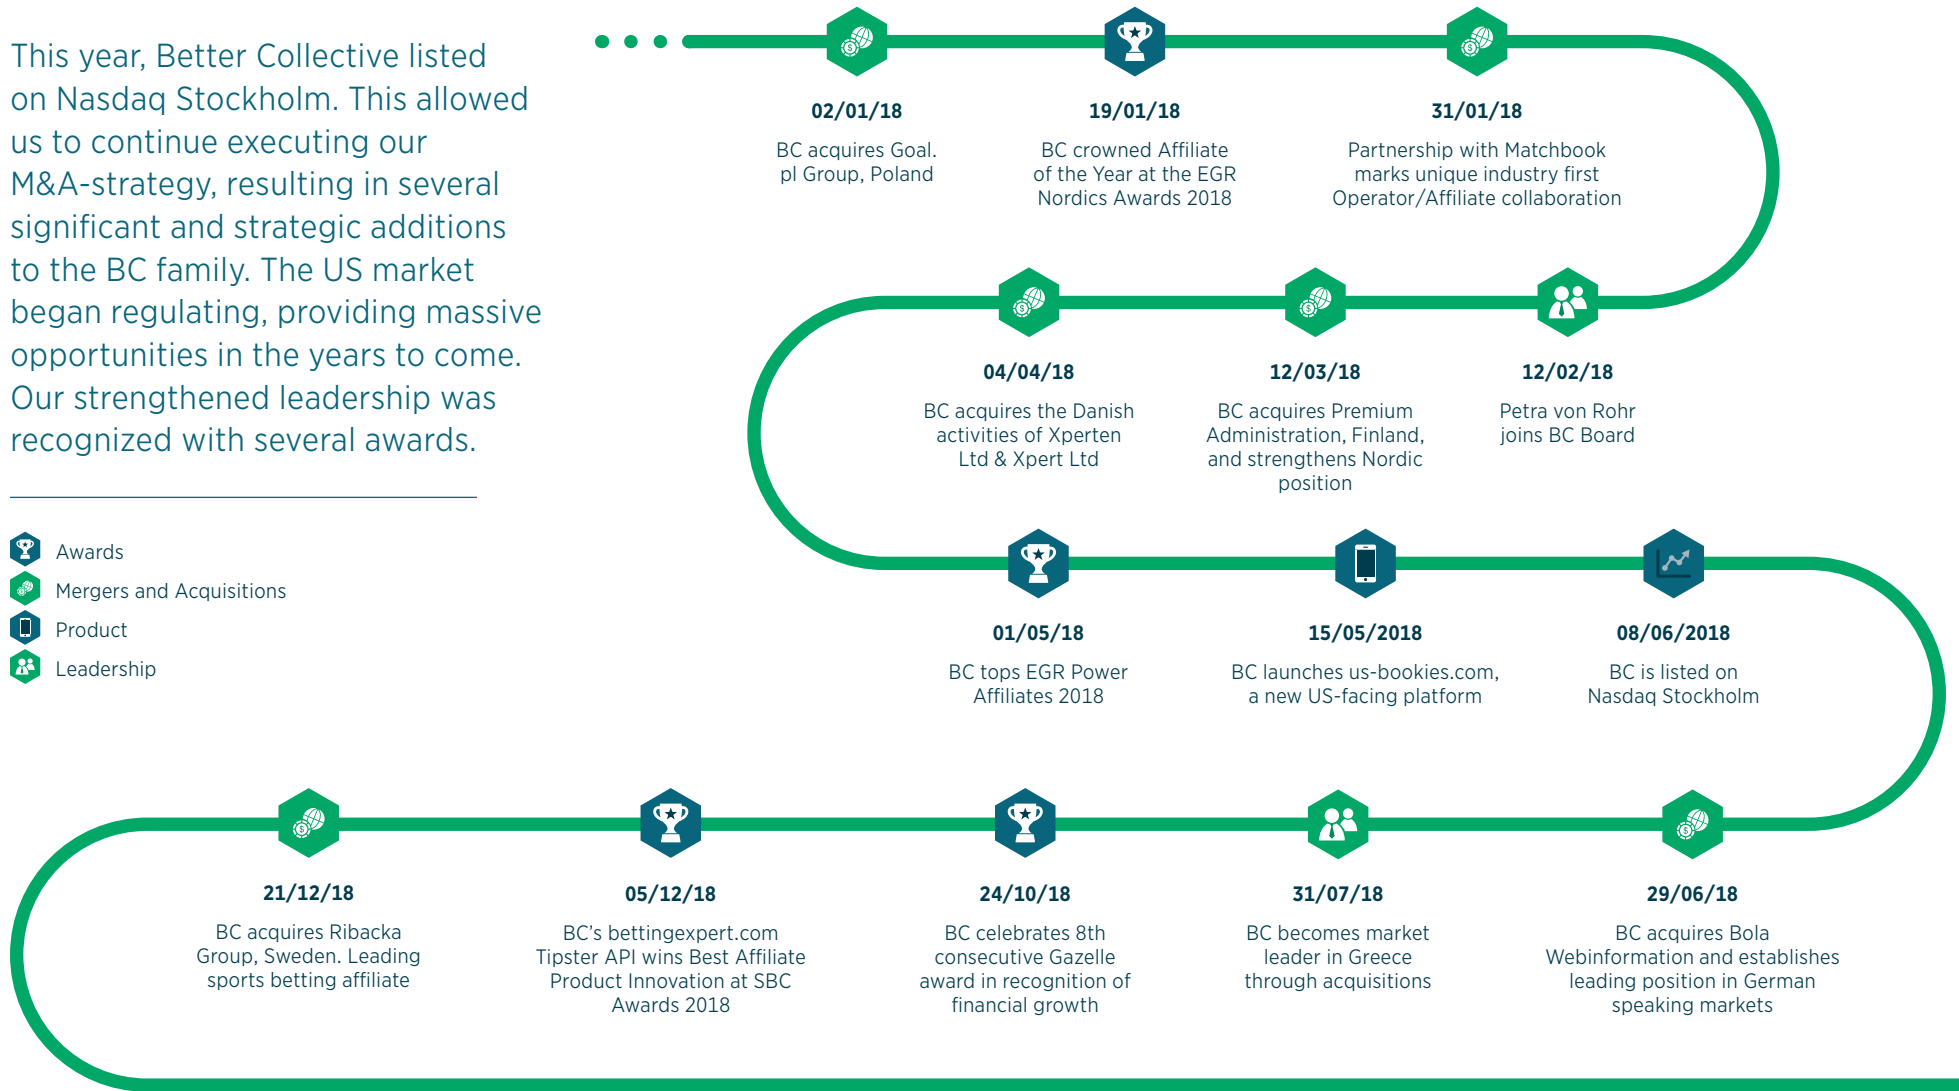 This year, Better Collective listed
on Nasdaq Stockholm. This allowed
us to continue executing our
M&A-strategy, resulting in several
significant and strategic additions
to the BC family. The US market
began regulating, providing massive
opportunities in the years to come.
Our strengthened leadership was
recognized with several awards.
Awards
Mergers and Acquisitions
Product
Leadership
02/01/18
BC acquires Goal.
pl Group, Poland
19/01/18
BC crowned Affiliate
of the Year at the EGR
Nordics Awards 2018
31/01/18
Partnership with Matchbook
marks unique industry first
Operator/Affiliate collaboration
12/02/18
Petra von Rohr
joins BC Board
12/03/18
BC acquires Premium
Administration, Finland,
and strengthens Nordic
position
04/04/18
BC acquires the Danish
activities of Xperten
Ltd & Xpert Ltd
01/05/18
BC tops EGR Power
Affiliates 2018
15/05/2018
BC launches us-bookies.com,
a new US-facing platform
08/06/2018
BC is listed on
Nasdaq Stockholm
29/06/18
BC acquires Bola
Webinformation and establishes
leading position in German
speaking markets
31/07/18
BC becomes market
leader in Greece
through acquisitions
24/10/18
BC celebrates 8th
consecutive Gazelle
award in recognition of
financial growth
05/12/18
BC's bettingexpert.com
Tipster API wins Best Affiliate
Product Innovation at SBC
Awards 2018
21/12/18
BC acquires Ribacka
Group, Sweden. Leading
sports betting affiliate